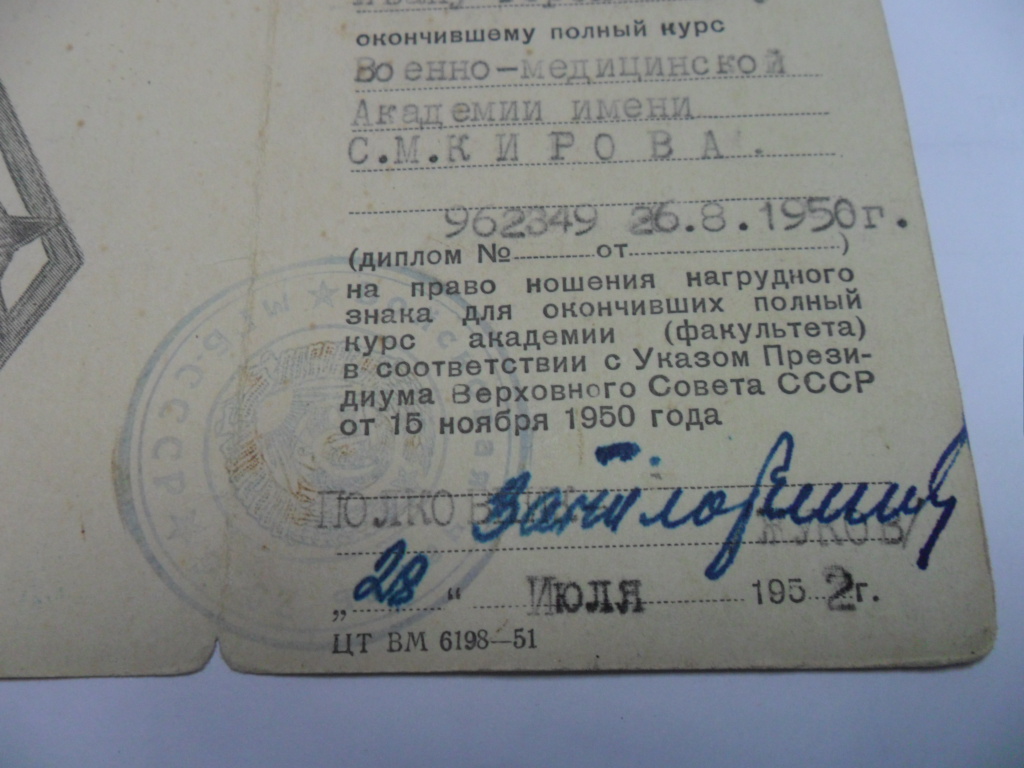 окончившему полный курс
Военно-медицинской
Академии имени
С.М.КИРОВА.
962349 26.8.1950г.
(диплом № от )
на право ношения нагрудного
знака для окончивших полный
курс академии (факультета)
в соответствии с Указом Прези-
диума Верховного Совета СССР
от 15 ноября 1950 года
„28“ Июля 1952г.
ЦТ ВМ 6198—51